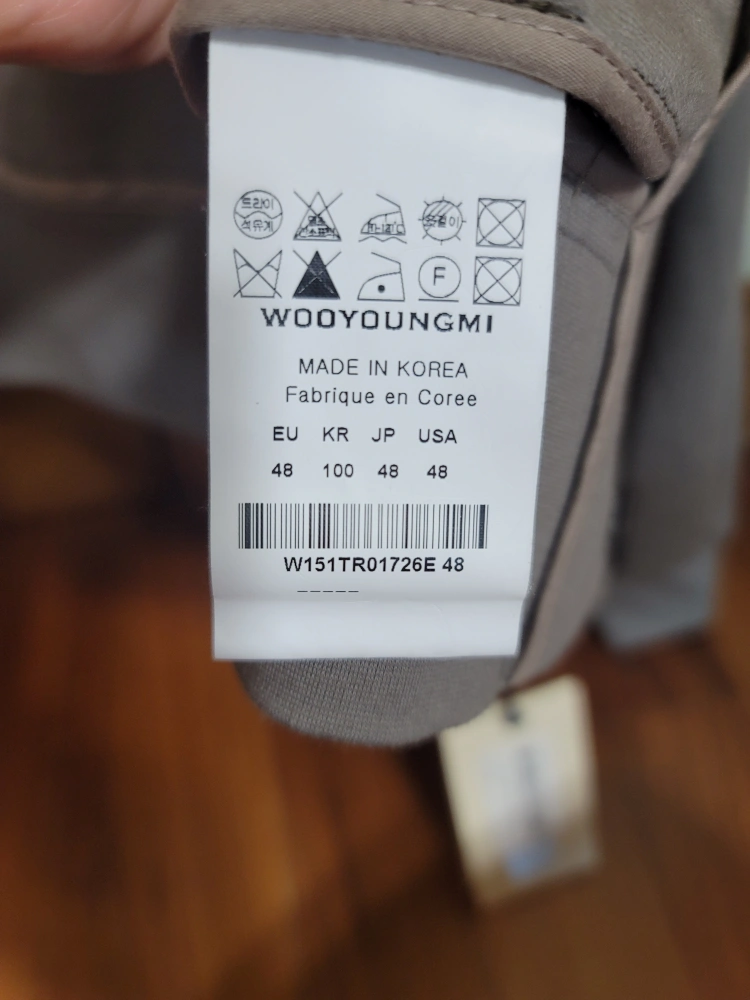 드라이
석유계
F
WOOYOUNGMI
MADE IN KOREA
Fabrique en Coree
EU KR JP USA
48 100 48 48
W151TR01726E 48
_ _ _ _ _